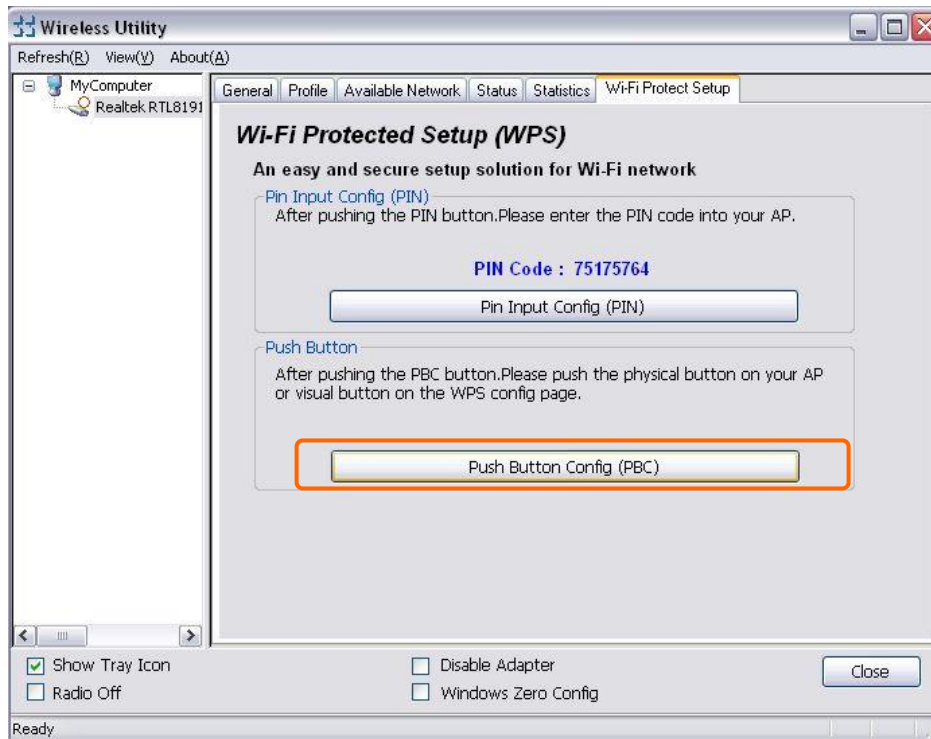 Wireless Utility
Refresh(R) View(V) About(A)
MyComputer
Realtek RTL8191
General Profile Available Network Status Statistics Wi-Fi Protect Setup
Wi-Fi Protected Setup (WPS)
An easy and secure setup solution for Wi-Fi network
Pin Input Config (PIN)
After pushing the PIN button.Please enter the PIN code into your AP.
PIN Code : 75175764
Pin Input Config (PIN)
Push Button
After pushing the PBC button.Please push the physical button on your AP
or visual button on the WPS config page.
Push Button Config (PBC)
Show Tray Icon
Disable Adapter
Close
Radio Off
Windows Zero Config
Ready